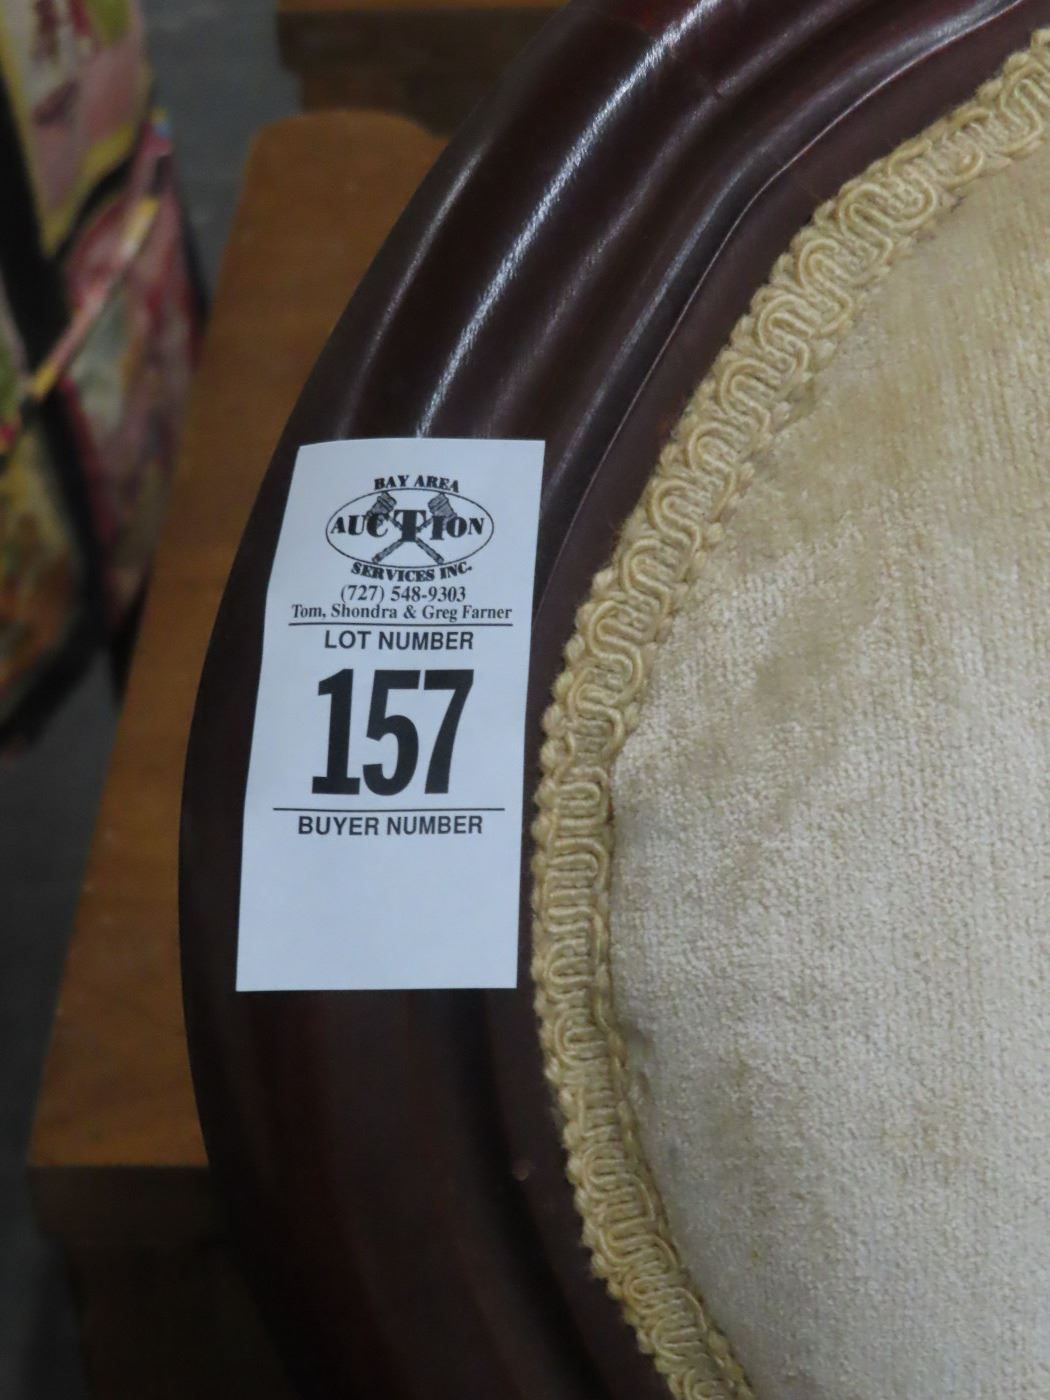 BAY AREA
AUCTION
SERVICES INC.
(727) 548-9303
Tom, Shondra & Greg Farner
LOT NUMBER
157
BUYER NUMBER